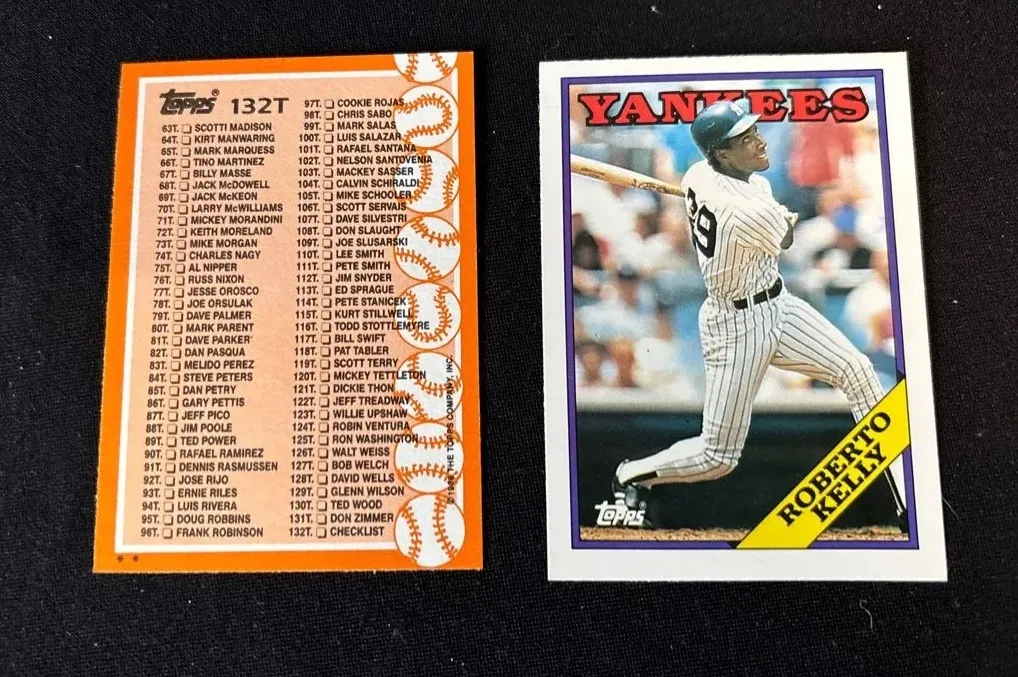 Topps® 132T
63T. SCOTTI MADISON
64T. KIRT MANWARING
65T. MARK MARQUESS
66T. TINO MARTINEZ
67T. BILLY MASSE
68T. JACK McDOWELL
69T. JACK McKEON
70T. LARRY McWILLIAMS
71T. MICKEY MORANDINI
72T. KEITH MORELAND
73T. MIKE MORGAN
74T. CHARLES NAGY
75T. AL NIPPER
76T. RUSS NIXON
77T. JESSE OROSCO
78T. JOE ORSULAK
79T. DAVE PALMER
80T. MARK PARENT
81T. DAVE PARKER
82T. DAN PASQUA
83T. MELIDO PEREZ
84T. STEVE PETERS
85T. DAN PETRY
86T. GARY PETTIS
87T. JEFF PICO
88T. JIM POOLE
89T. TED POWER
90T. RAFAEL RAMIREZ
91T. DENNIS RASMUSSEN
92T. JOSE RIJO
93T. ERNIE RILES
94T. LUIS RIVERA
95T. DOUG ROBBINS
96T. FRANK ROBINSON
97T. COOKIE ROJAS
98T. CHRIS SABO
99T. MARK SALAS
100T. LUIS SALAZAR
101T. RAFAEL SANTANA
102T. NELSON SANTOVENIA
103T. MACKEY SASSER
104T. CALVIN SCHIRALDI
105T. MIKE SCHOOLER
106T. SCOTT SERVAIS
107T. DAVE SILVESTRI
108T. DON SLAUGHT
109T. JOE SLUSARSKI
110T. LEE SMITH
111T. PETE SMITH
112T. JIM SNYDER
113T. ED SPRAGUE
114T. PETE STANICEK
115T. KURT STILLWELL
116T. TODD STOTTLEMYRE
117T. BILL SWIFT
118T. PAT TABLER
119T. SCOTT TERRY
120T. MICKEY TETTLETON
121T. DICKIE THON
122T. JEFF TREADWAY
123T. WILLIE UPSHAW
124T. ROBIN VENTURA
125T. RON WASHINGTON
126T. WALT WEISS
127T. BOB WELCH
128T. DAVID WELLS
129T. GLENN WILSON
130T. TED WOOD
131T. DON ZIMMER
132T. CHECKLIST
©1988 THE TOPPS COMPANY, INC.
* *
YANKEES
29
Topps
ROBERTO
KELLY